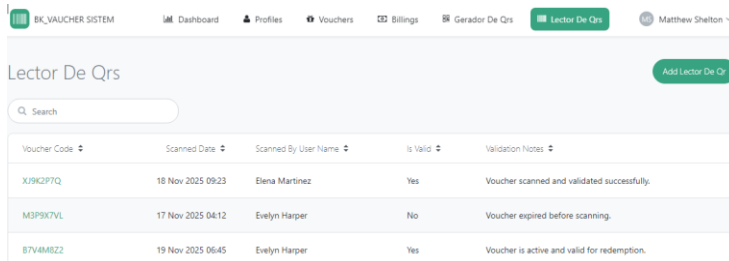 BK_VAUCHER SISTEM Dashboard Profiles Vouchers Billings Gerador De Qrs Lector De Qrs MS Matthew Shelton
Lector De Qrs Add Lector De Qr
Search
Voucher Code Scanned Date Scanned By User Name Is Valid Validation Notes
XJ9K2P7Q 18 Nov 2025 09:23 Elena Martinez Yes Voucher scanned and validated successfully.
M3P9X7VL 17 Nov 2025 04:12 Evelyn Harper No Voucher expired before scanning.
B7V4M8Z2 19 Nov 2025 06:45 Evelyn Harper Yes Voucher is active and valid for redemption.